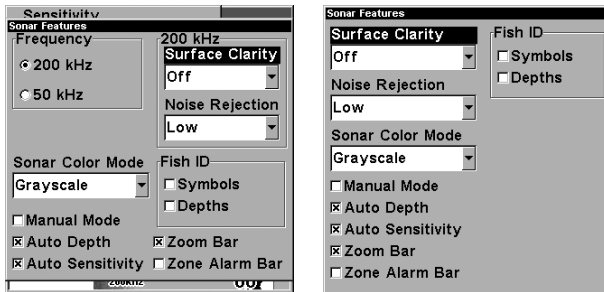 Sensitivity
Sonar Features
Frequency
200 kHz
50 kHz
200 kHz
Surface Clarity
Off
Noise Rejection
Low
Sonar Color Mode
Grayscale
Fish ID
Symbols
Depths
Manual Mode
Auto Depth
Zoom Bar
Auto Sensitivity
Zone Alarm Bar
200kHz
Sonar Features
Surface Clarity
Off
Noise Rejection
Low
Sonar Color Mode
Grayscale
Fish ID
Symbols
Depths
Manual Mode
Auto Depth
Auto Sensitivity
Zoom Bar
Zone Alarm Bar